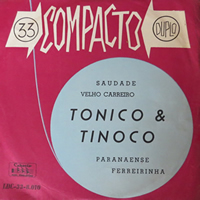 33 COMPACTO DUPLO
SAUDADE
VELHO CARREIRO
TONICO &
TINOCO
PARANAENSE
FERREIRINHA